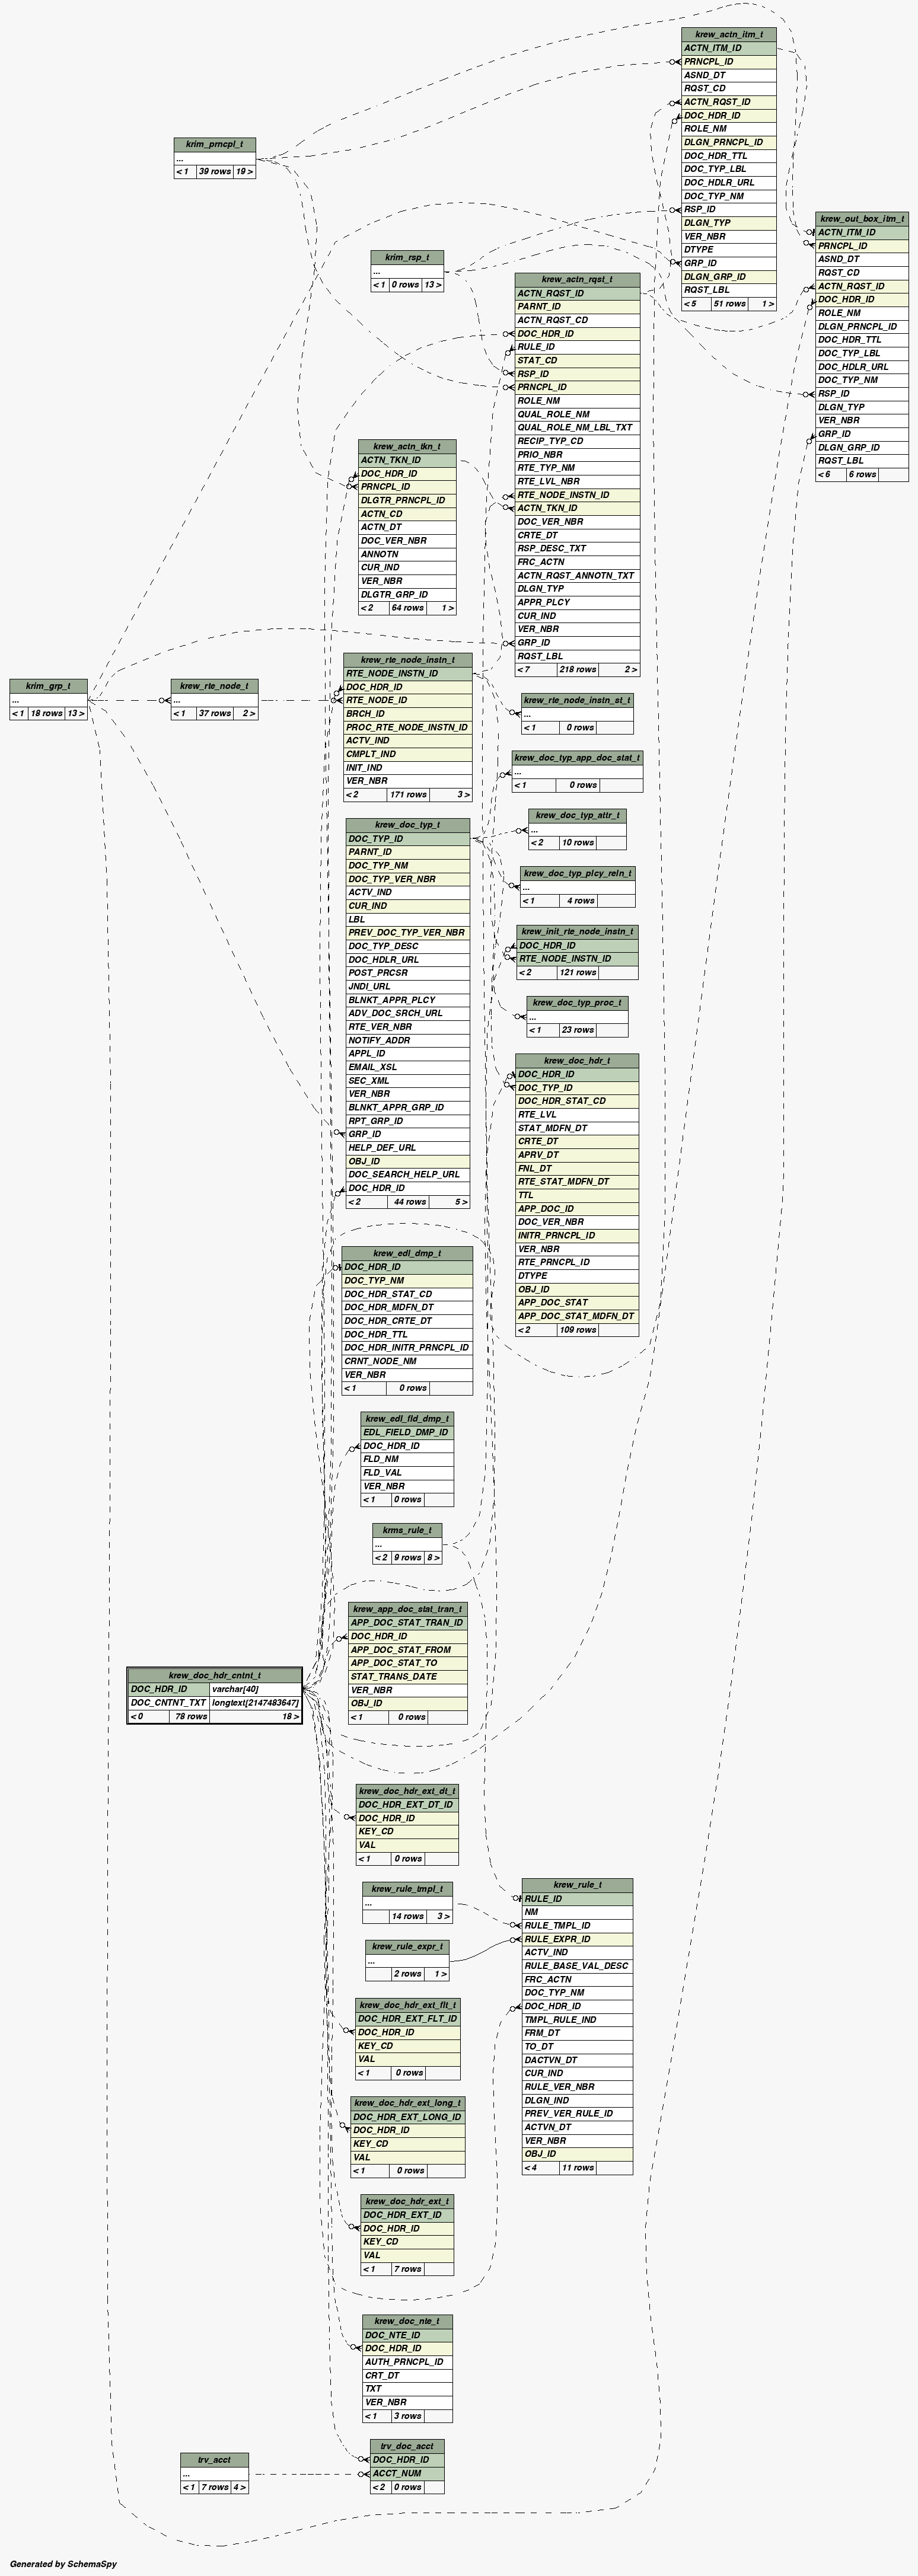 krew_actn_itm_t
ACTN_ITM_ID
PRNCPL_ID
ASND_DT
RQST_CD
ACTN_RQST_ID
DOC_HDR_ID
ROLE_NM
DLGN_PRNCPL_ID
DOC_HDR_TTL
DOC_TYP_LBL
DOC_HDLR_URL
DOC_TYP_NM
RSP_ID
DLGN_TYP
VER_NBR
DTYPE
GRP_ID
DLGN_GRP_ID
RQST_LBL
< 5 51 rows 1 >
krim_prncpl_t
...
< 1 39 rows 19 >
krew_out_box_itm_t
ACTN_ITM_ID
PRNCPL_ID
ASND_DT
RQST_CD
ACTN_RQST_ID
DOC_HDR_ID
ROLE_NM
DLGN_PRNCPL_ID
DOC_HDR_TTL
DOC_TYP_LBL
DOC_HDLR_URL
DOC_TYP_NM
RSP_ID
DLGN_TYP
VER_NBR
GRP_ID
DLGN_GRP_ID
RQST_LBL
< 6 6 rows
krim_rsp_t
...
< 1 0 rows 13 >
krew_actn_rqst_t
ACTN_RQST_ID
PARNT_ID
ACTN_RQST_CD
DOC_HDR_ID
RULE_ID
STAT_CD
RSP_ID
PRNCPL_ID
ROLE_NM
QUAL_ROLE_NM
QUAL_ROLE_NM_LBL_TXT
RECIP_TYP_CD
PRIO_NBR
RTE_TYP_NM
RTE_LVL_NBR
RTE_NODE_INSTN_ID
ACTN_TKN_ID
DOC_VER_NBR
CRTE_DT
RSP_DESC_TXT
FRC_ACTN
ACTN_RQST_ANNOTN_TXT
DLGN_TYP
APPR_PLCY
CUR_IND
VER_NBR
GRP_ID
RQST_LBL
< 7 218 rows 2 >
krew_actn_tkn_t
ACTN_TKN_ID
DOC_HDR_ID
PRNCPL_ID
DLGTR_PRNCPL_ID
ACTN_CD
ACTN_DT
DOC_VER_NBR
ANNOTN
CUR_IND
VER_NBR
DLGTR_GRP_ID
< 2 64 rows 1 >
krim_grp_t
...
< 1 18 rows 13 >
krew_rte_node_t
...
< 1 37 rows 2 >
krew_rte_node_instn_t
RTE_NODE_INSTN_ID
DOC_HDR_ID
RTE_NODE_ID
BRCH_ID
PROC_RTE_NODE_INSTN_ID
ACTV_IND
CMPLT_IND
INIT_IND
VER_NBR
< 2 171 rows 3 >
krew_rte_node_instn_st_t
...
< 1 0 rows
krew_doc_typ_app_doc_stat_t
...
< 1 0 rows
krew_doc_typ_attr_t
...
< 2 10 rows
krew_doc_typ_plcy_reln_t
...
< 1 4 rows
krew_init_rte_node_instn_t
DOC_HDR_ID
RTE_NODE_INSTN_ID
< 2 121 rows
krew_doc_typ_proc_t
...
< 1 23 rows
krew_doc_typ_t
DOC_TYP_ID
PARNT_ID
DOC_TYP_NM
DOC_TYP_VER_NBR
ACTV_IND
CUR_IND
LBL
PREV_DOC_TYP_VER_NBR
DOC_TYP_DESC
DOC_HDLR_URL
POST_PRCSR
JNDI_URL
BLNKT_APPR_PLCY
ADV_DOC_SRCH_URL
RTE_VER_NBR
NOTIFY_ADDR
APPL_ID
EMAIL_XSL
SEC_XML
VER_NBR
BLNKT_APPR_GRP_ID
RPT_GRP_ID
GRP_ID
HELP_DEF_URL
OBJ_ID
DOC_SEARCH_HELP_URL
DOC_HDR_ID
< 2 44 rows 5 >
krew_doc_hdr_t
DOC_HDR_ID
DOC_TYP_ID
DOC_HDR_STAT_CD
RTE_LVL
STAT_MDFN_DT
CRTE_DT
APRV_DT
FNL_DT
RTE_STAT_MDFN_DT
TTL
APP_DOC_ID
DOC_VER_NBR
INITR_PRNCPL_ID
VER_NBR
RTE_PRNCPL_ID
DTYPE
OBJ_ID
APP_DOC_STAT
APP_DOC_STAT_MDFN_DT
< 2 109 rows
krew_edl_dmp_t
DOC_HDR_ID
DOC_TYP_NM
DOC_HDR_STAT_CD
DOC_HDR_MDFN_DT
DOC_HDR_CRTE_DT
DOC_HDR_TTL
DOC_HDR_INITR_PRNCPL_ID
CRNT_NODE_NM
VER_NBR
< 1 0 rows
krew_edl_fld_dmp_t
EDL_FIELD_DMP_ID
DOC_HDR_ID
FLD_NM
FLD_VAL
VER_NBR
< 1 0 rows
krms_rule_t
...
< 2 9 rows 8 >
krew_app_doc_stat_tran_t
APP_DOC_STAT_TRAN_ID
DOC_HDR_ID
APP_DOC_STAT_FROM
APP_DOC_STAT_TO
STAT_TRANS_DATE
VER_NBR
OBJ_ID
< 1 0 rows
krew_doc_hdr_cntnt_t
DOC_HDR_ID varchar[40]
DOC_CNTNT_TXT longtext[2147483647]
< 0 78 rows 18 >
krew_doc_hdr_ext_dt_t
DOC_HDR_EXT_DT_ID
DOC_HDR_ID
KEY_CD
VAL
< 1 0 rows
krew_rule_tmpl_t
...
14 rows 3 >
krew_rule_expr_t
...
2 rows 1 >
krew_rule_t
RULE_ID
NM
RULE_TMPL_ID
RULE_EXPR_ID
ACTV_IND
RULE_BASE_VAL_DESC
FRC_ACTN
DOC_TYP_NM
DOC_HDR_ID
TMPL_RULE_IND
FRM_DT
TO_DT
DACTVN_DT
CUR_IND
RULE_VER_NBR
DLGN_IND
PREV_VER_RULE_ID
ACTVN_DT
VER_NBR
OBJ_ID
< 4 11 rows
krew_doc_hdr_ext_flt_t
DOC_HDR_EXT_FLT_ID
DOC_HDR_ID
KEY_CD
VAL
< 1 0 rows
krew_doc_hdr_ext_long_t
DOC_HDR_EXT_LONG_ID
DOC_HDR_ID
KEY_CD
VAL
< 1 0 rows
krew_doc_hdr_ext_t
DOC_HDR_EXT_ID
DOC_HDR_ID
KEY_CD
VAL
< 1 7 rows
krew_doc_nte_t
DOC_NTE_ID
DOC_HDR_ID
AUTH_PRNCPL_ID
CRT_DT
TXT
VER_NBR
< 1 3 rows
trv_acct
...
< 1 7 rows 4 >
trv_doc_acct
DOC_HDR_ID
ACCT_NUM
< 2 0 rows
Generated by SchemaSpy